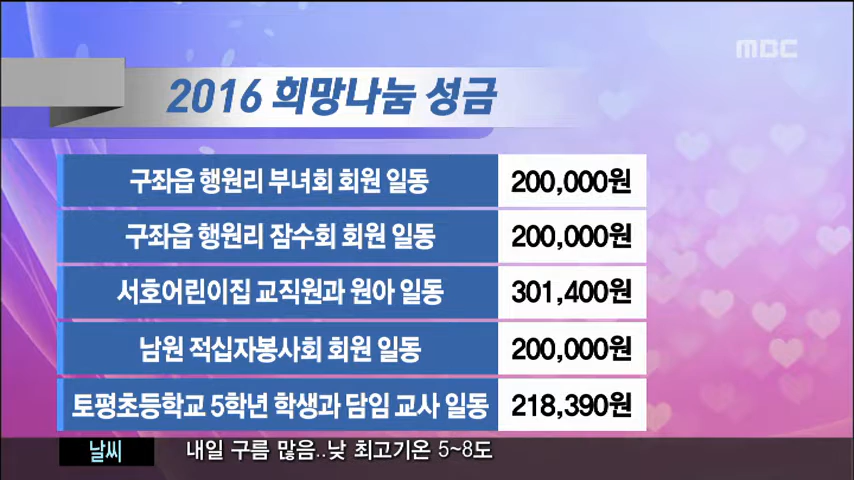 MBC
2016 희망나눔 성금
구좌읍 행원리 부녀회 회원 일동 200,000원
구좌읍 행원리 잠수회 회원 일동 200,000원
서호어린이집 교직원과 원아 일동 301,400원
남원 적십자봉사회 회원 일동 200,000원
토평초등학교 5학년 학생과 담임 교사 일동 218,390원
날씨 내일 구름 많음..낮 최고기온 5~8도